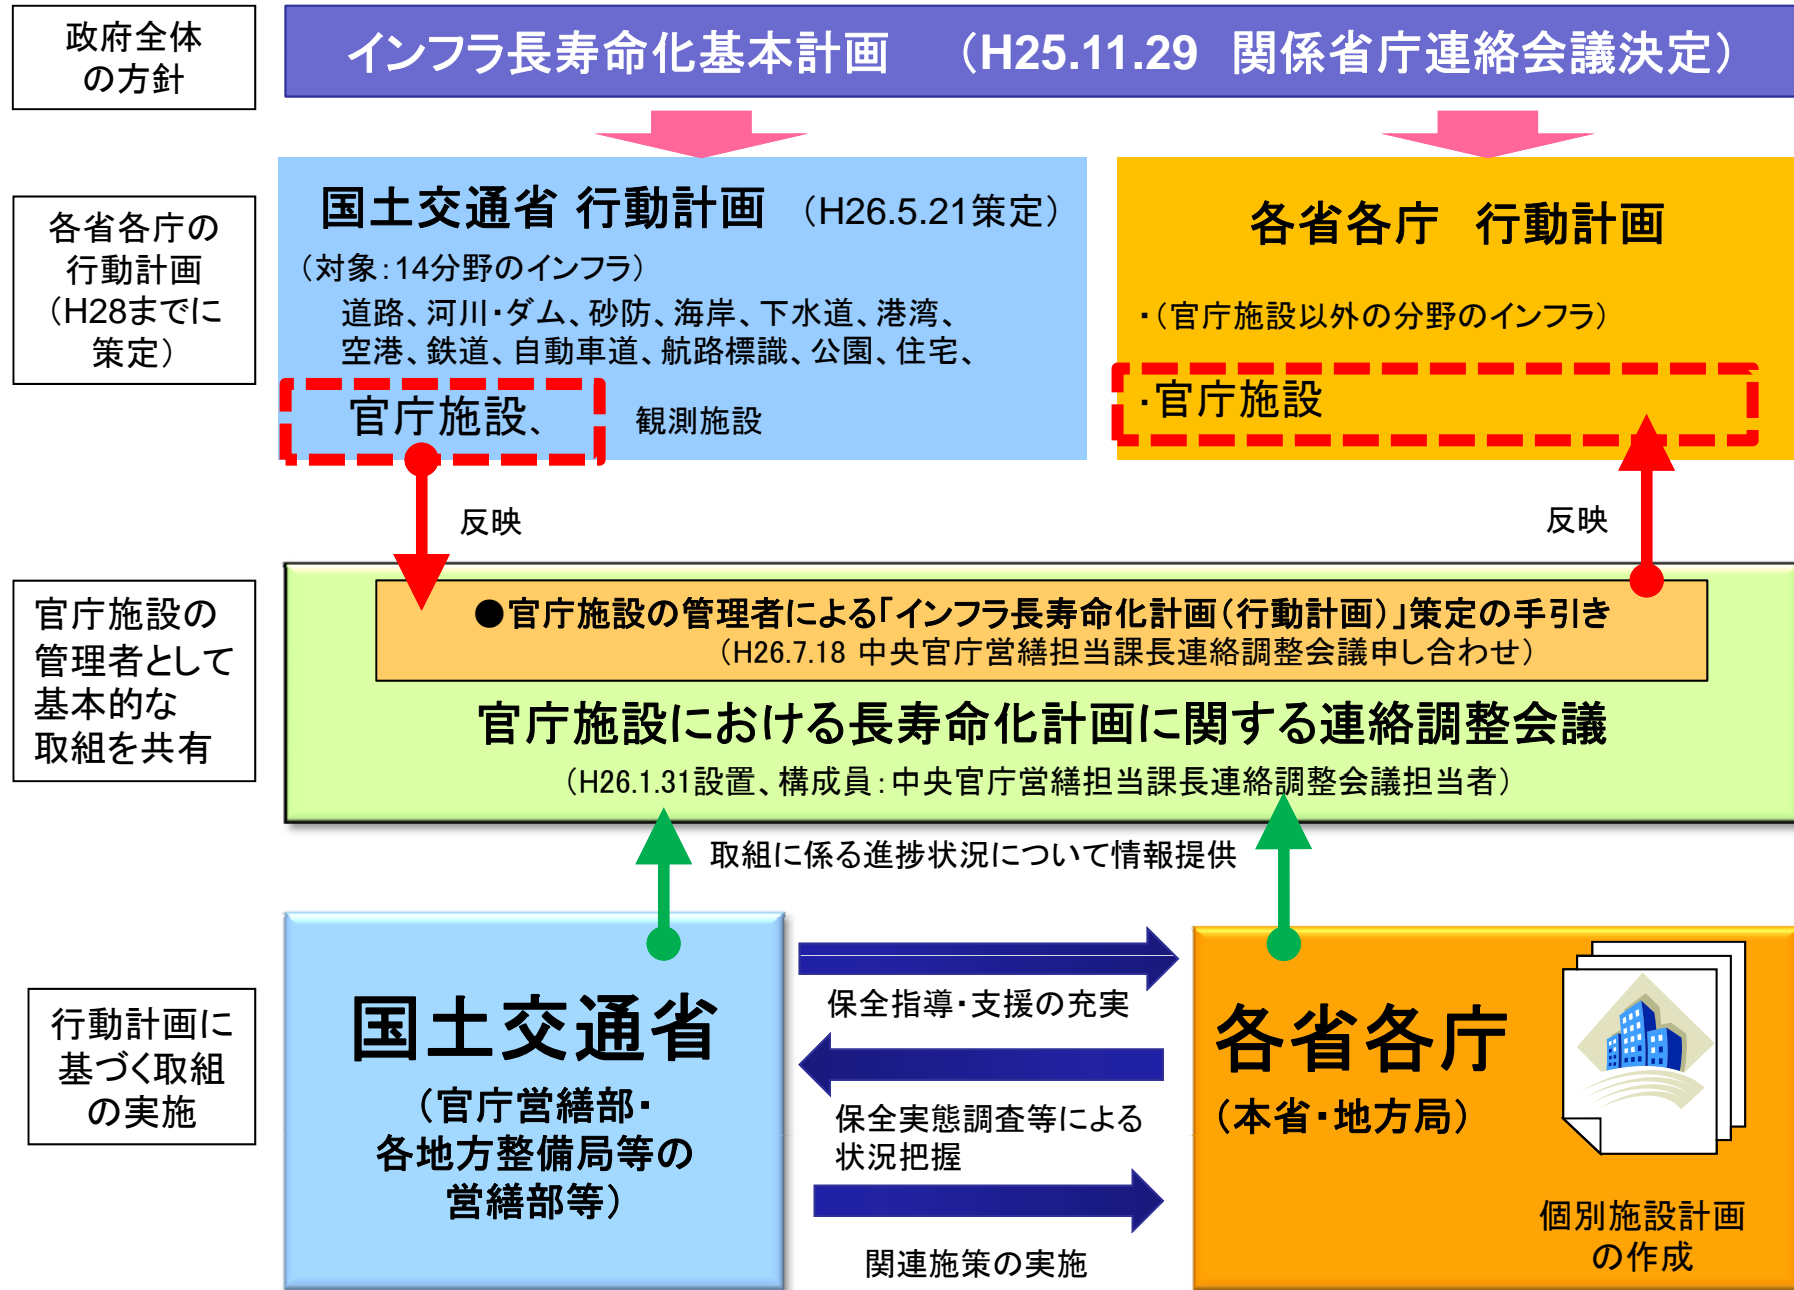 政府全体
の方針
インフラ長寿命化基本計画　（H25.11.29　関係省庁連絡会議決定）
各省各庁の
行動計画
（H28までに
策定）
国土交通省 行動計画　（H26.5.21策定）
（対象：14分野のインフラ）
道路、河川・ダム、砂防、海岸、下水道、港湾、
空港、鉄道、自動車道、航路標識、公園、住宅、
官庁施設、　観測施設
各省各庁　行動計画
・（官庁施設以外の分野のインフラ）
・官庁施設
反映
反映
官庁施設の
管理者として
基本的な
取組を共有
●官庁施設の管理者による「インフラ長寿命化計画（行動計画）」策定の手引き
（H26.7.18 中央官庁営繕担当課長連絡調整会議申し合わせ）
官庁施設における長寿命化計画に関する連絡調整会議
（H26.1.31設置、構成員：中央官庁営繕担当課長連絡調整会議担当者）
取組に係る進捗状況について情報提供
行動計画に
基づく取組
の実施
国土交通省
（官庁営繕部・
各地方整備局等の
営繕部等）
保全指導・支援の充実
保全実態調査等による
状況把握
関連施策の実施
各省各庁
（本省・地方局）
個別施設計画
の作成